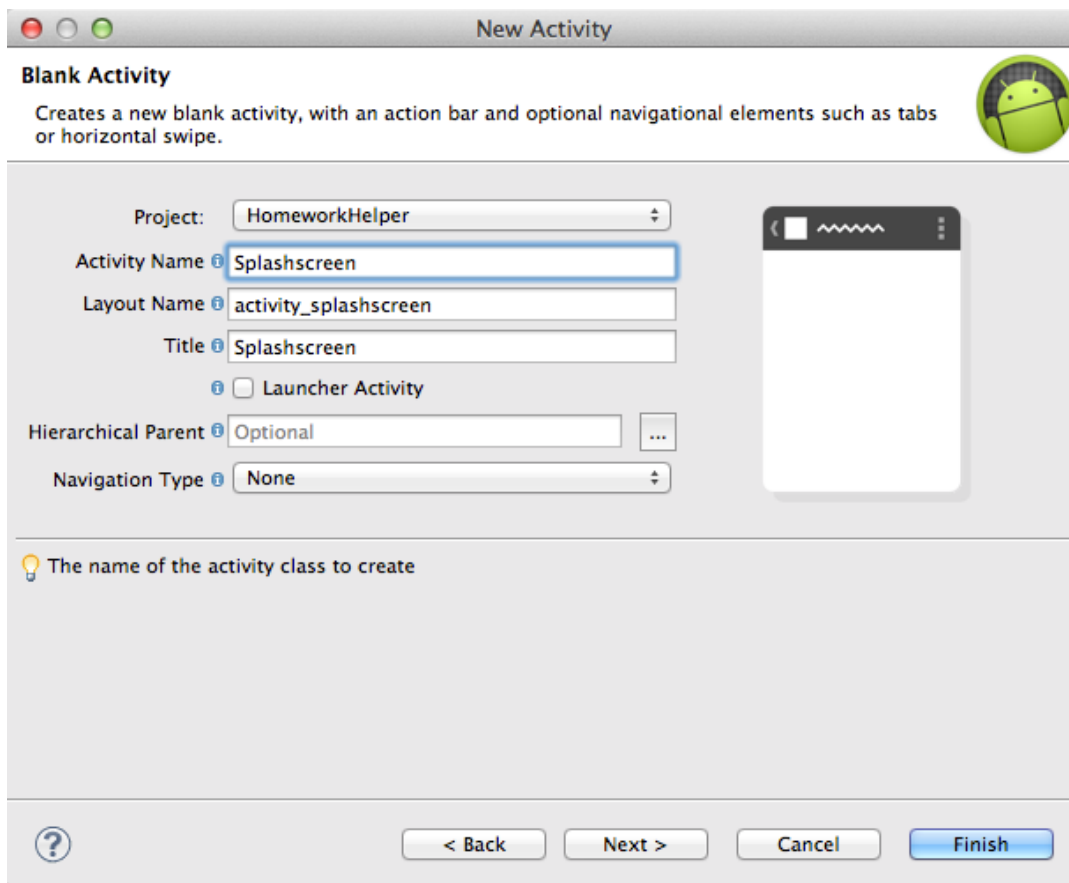 New Activity
Blank Activity
Creates a new blank activity, with an action bar and optional navigational elements such as tabs
or horizontal swipe.
Project: HomeworkHelper
Activity Name Splashscreen
Layout Name activity_splashscreen
Title Splashscreen
Launcher Activity
Hierarchical Parent Optional ...
Navigation Type None
The name of the activity class to create
? < Back Next > Cancel Finish